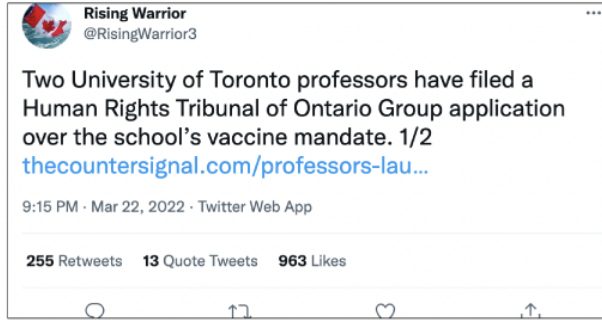 Rising Warrior
@RisingWarrior3
Two University of Toronto professors have filed a
Human Rights Tribunal of Ontario Group application
over the school's vaccine mandate. 1/2
thecountersignal.com/professors-lau...
9:15 PM · Mar 22, 2022 · Twitter Web App
255 Retweets 13 Quote Tweets 963 Likes